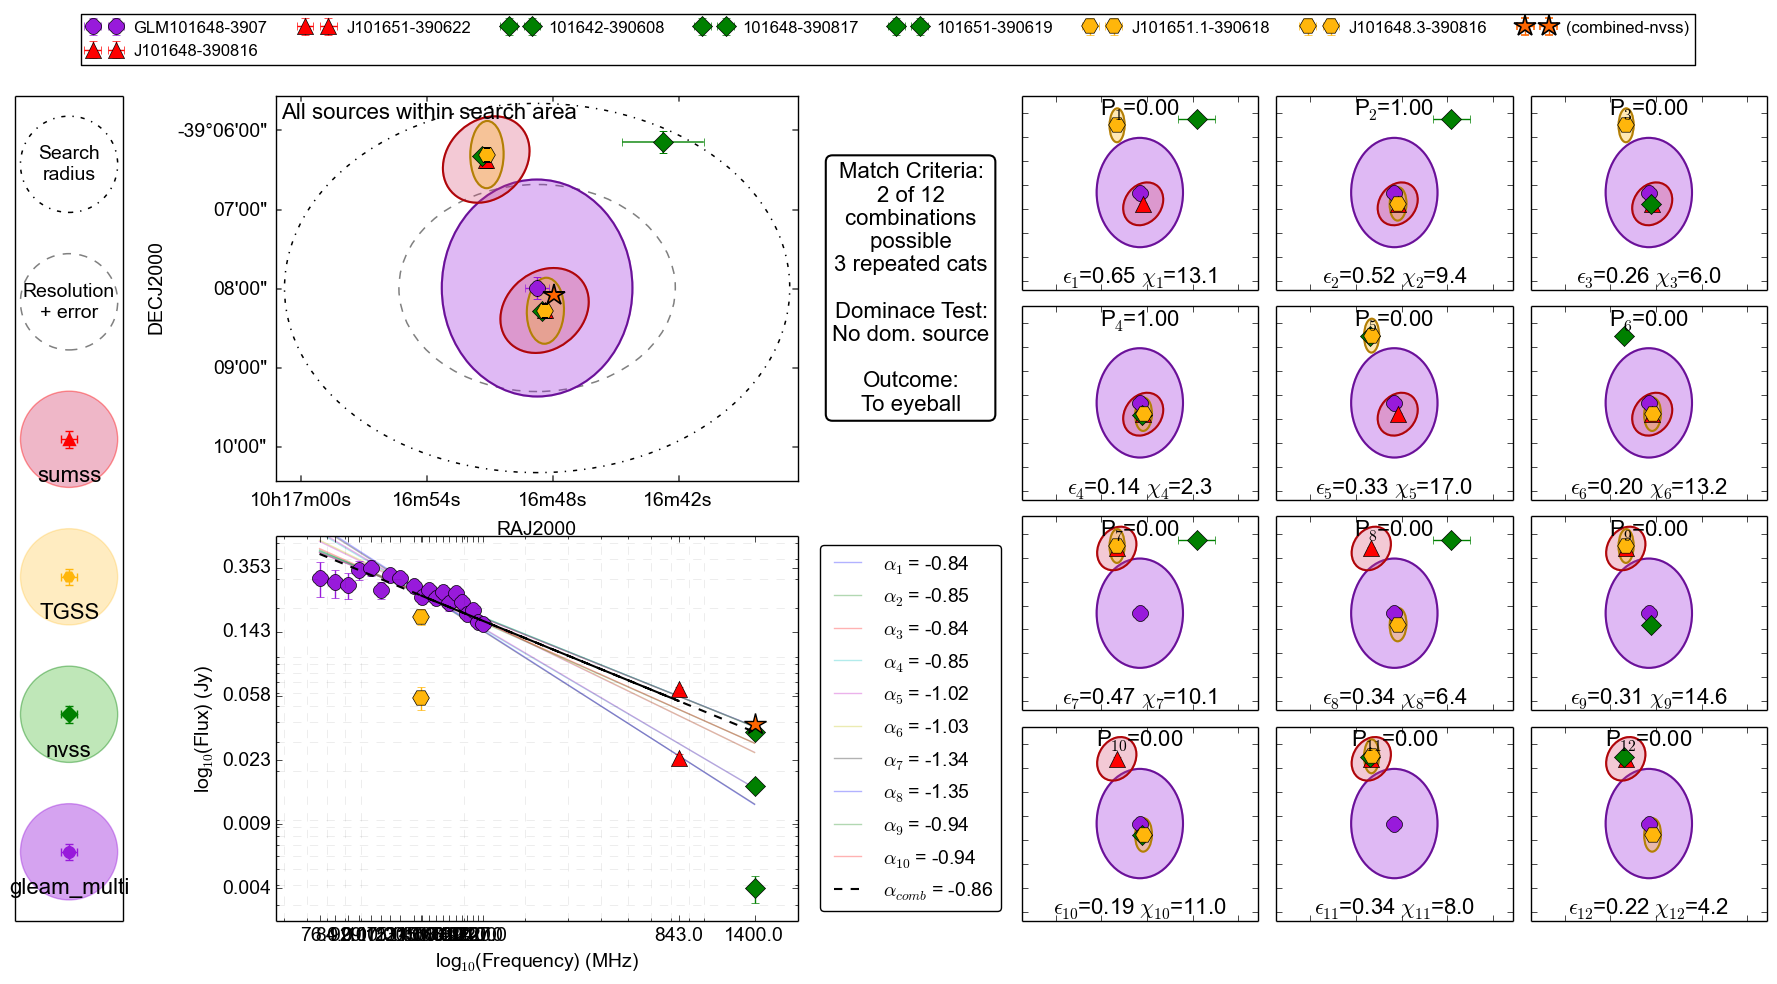 GLM101648-3907 J101651-390622 101642-390608 101648-390817 101651-390619 J101651.1-390618 J101648.3-390816 (combined-nvss)
J101648-390816
Search
radius
Resolution
+ error
sumss
TGSS
nvss
gleam_multi
All sources within search area
DECJ2000
-39°06'00"
07'00"
08'00"
09'00"
10'00"
10h17m00s 16m54s 16m48s 16m42s
RAJ2000
Match Criteria:
2 of 12
combinations
possible
3 repeated cats
Dominace Test:
No dom. source
Outcome:
To eyeball
log10(Flux) (Jy)
0.353
0.143
0.058
0.023
0.009
0.004
843.0 1400.0
log10(Frequency) (MHz)
α1 = -0.84
α2 = -0.85
α3 = -0.84
α4 = -0.85
α5 = -1.02
α6 = -1.03
α7 = -1.34
α8 = -1.35
α9 = -0.94
α10 = -0.94
αcomb = -0.86
P1=0.00 P2=1.00 P3=0.00
ϵ1=0.65 χ1=13.1 ϵ2=0.52 χ2=9.4 ϵ3=0.26 χ3=6.0
P4=1.00 P5=0.00 P6=0.00
ϵ4=0.14 χ4=2.3 ϵ5=0.33 χ5=17.0 ϵ6=0.20 χ6=13.2
P7=0.00 P8=0.00 P9=0.00
ϵ7=0.47 χ7=10.1 ϵ8=0.34 χ8=6.4 ϵ9=0.31 χ9=14.6
P10=0.00 P11=0.00 P12=0.00
ϵ10=0.19 χ10=11.0 ϵ11=0.34 χ11=8.0 ϵ12=0.22 χ12=4.2